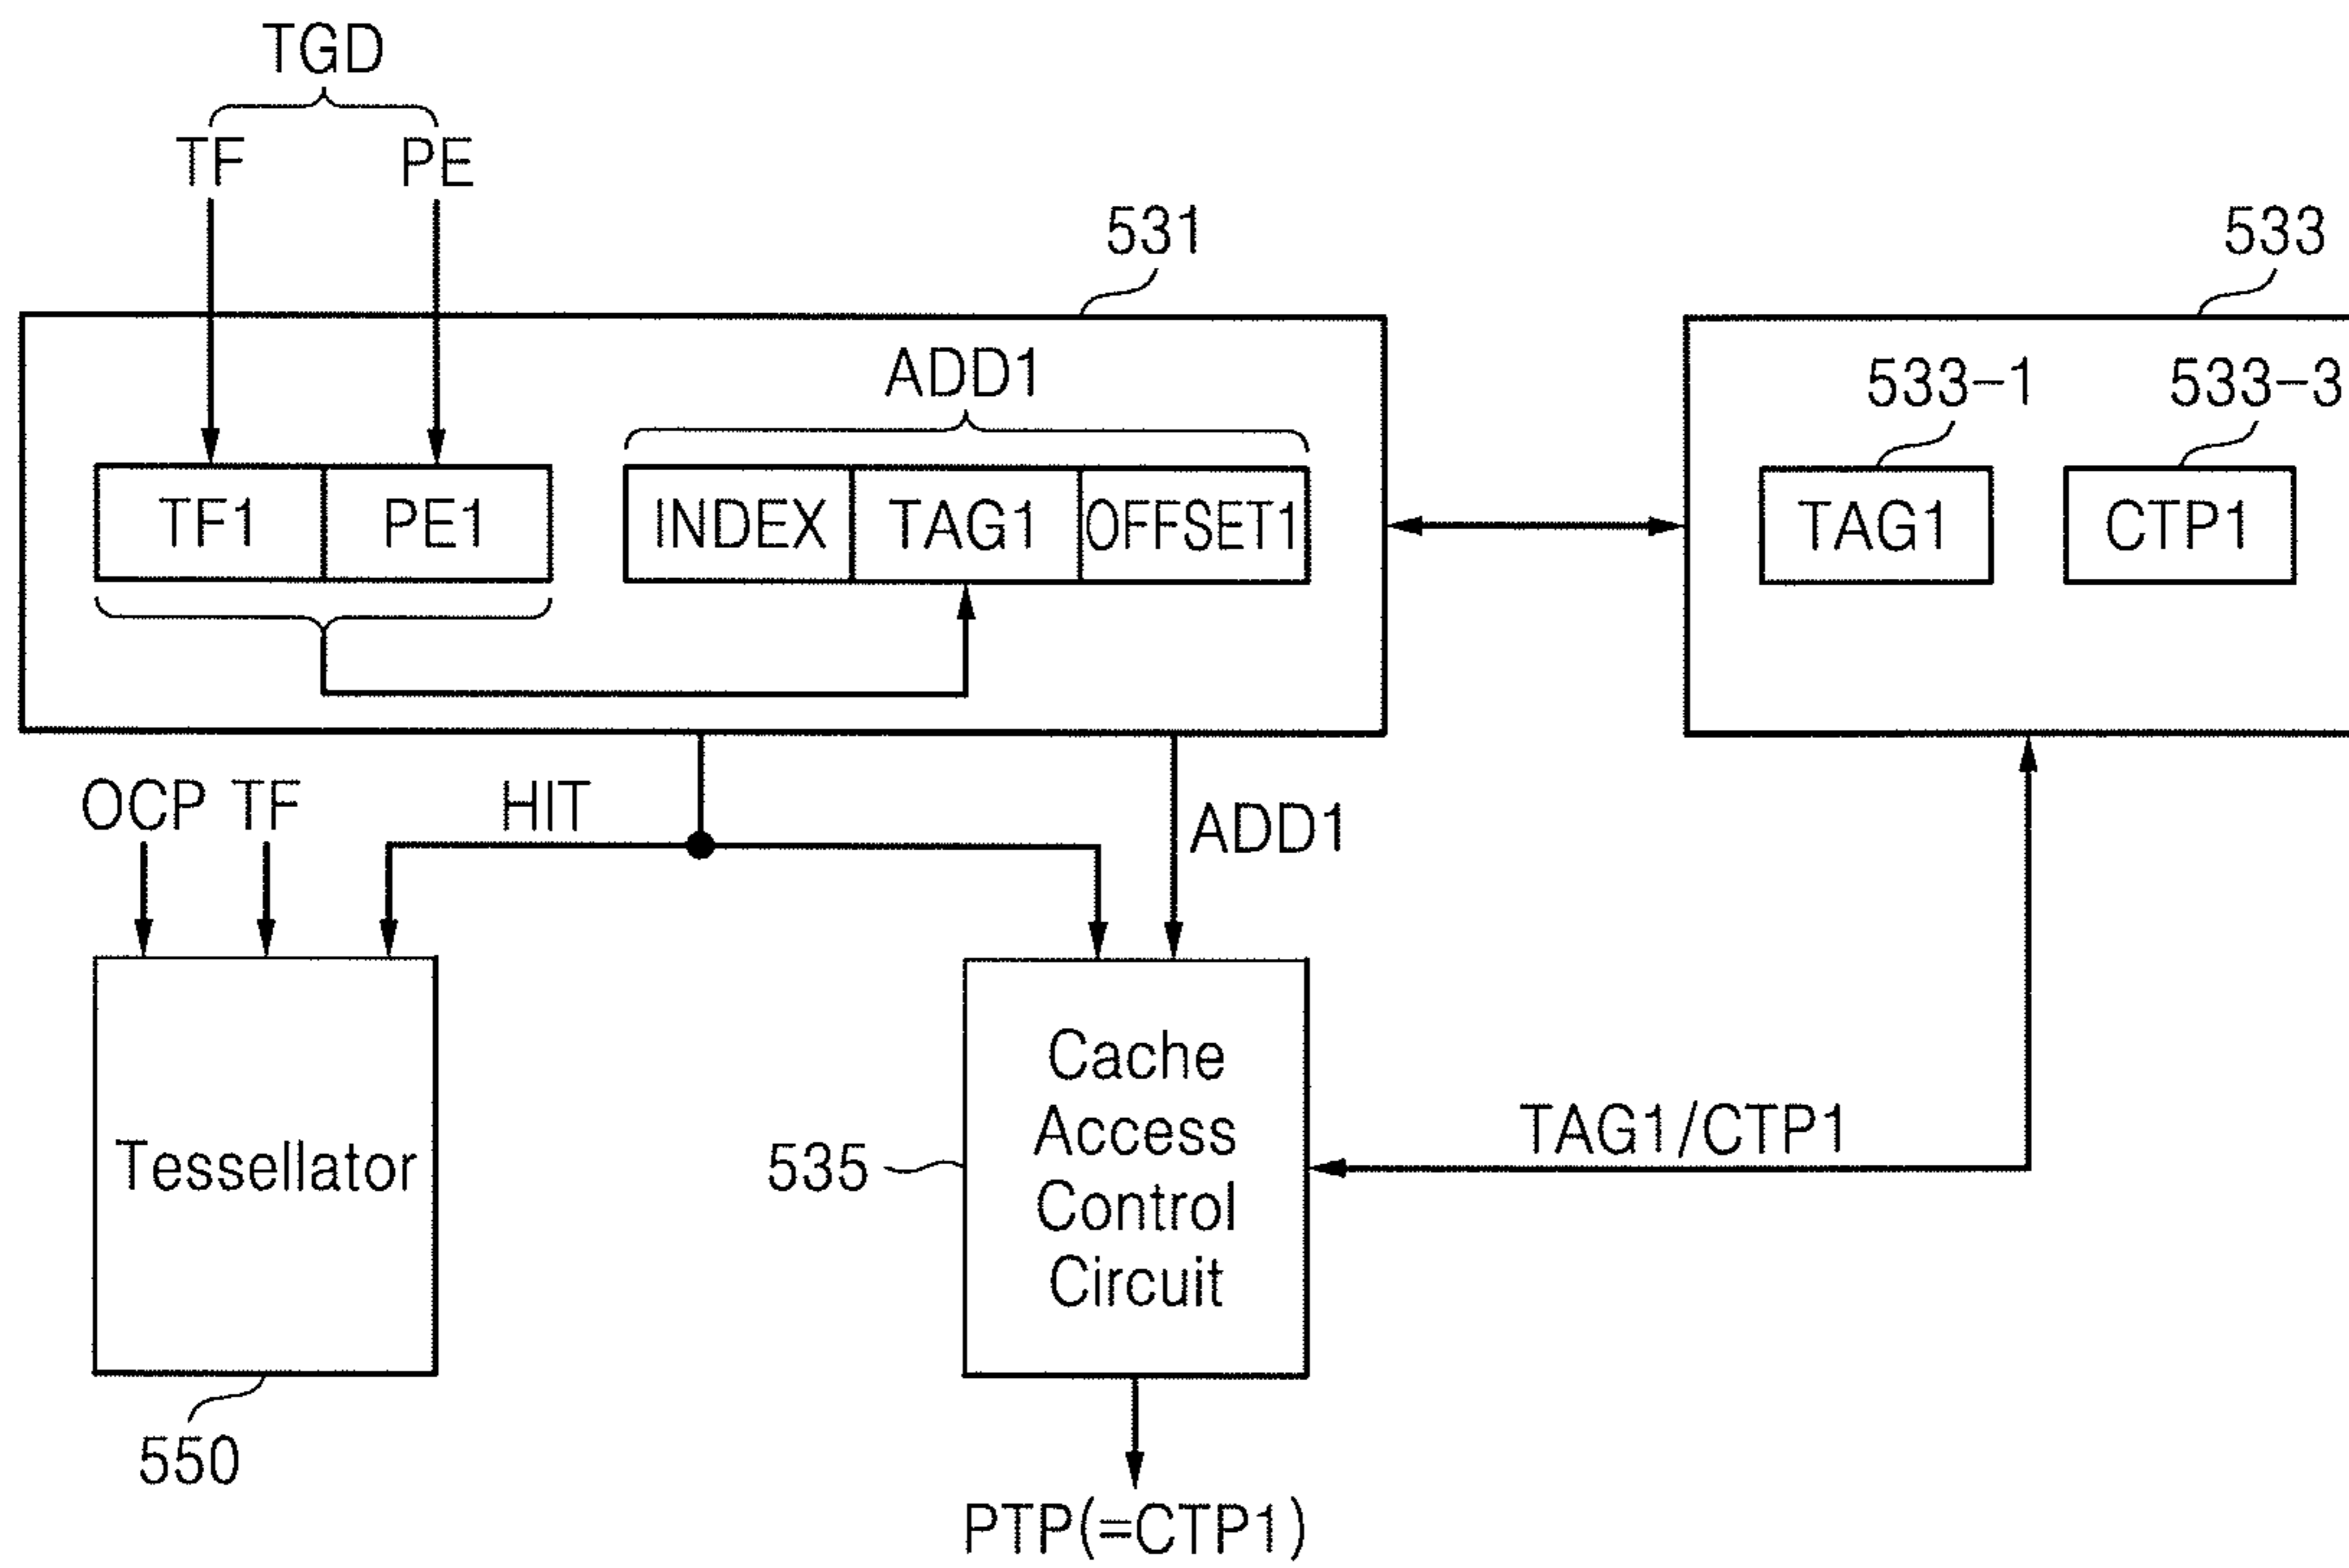 TGD
TF PE
531
533
ADD1
533-1 533-3
TF1 PE1 INDEX TAG1 OFFSET1
TAG1 CTP1
OCP TF HIT
ADD1
Cache
Access
Control
Circuit
Tessellator
535
TAG1/CTP1
550
PTP(=CTP1)